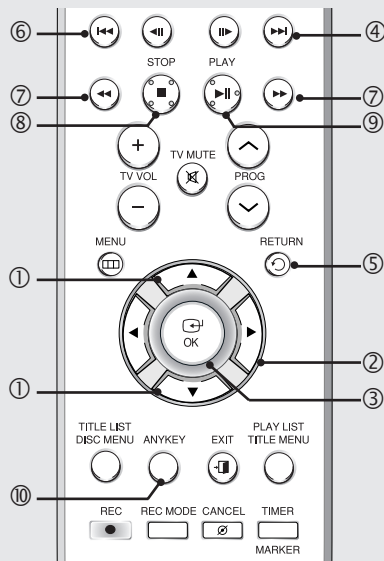 ⑥ ④
STOP PLAY
⑦ ⑦
⑧ ⑨
+
TV MUTE
TV VOL PROG
−
MENU RETURN
① ⑤
OK
②
① ③
TITLE LIST PLAY LIST
DISC MENU ANYKEY EXIT TITLE MENU
⑩
REC REC MODE CANCEL TIMER
MARKER